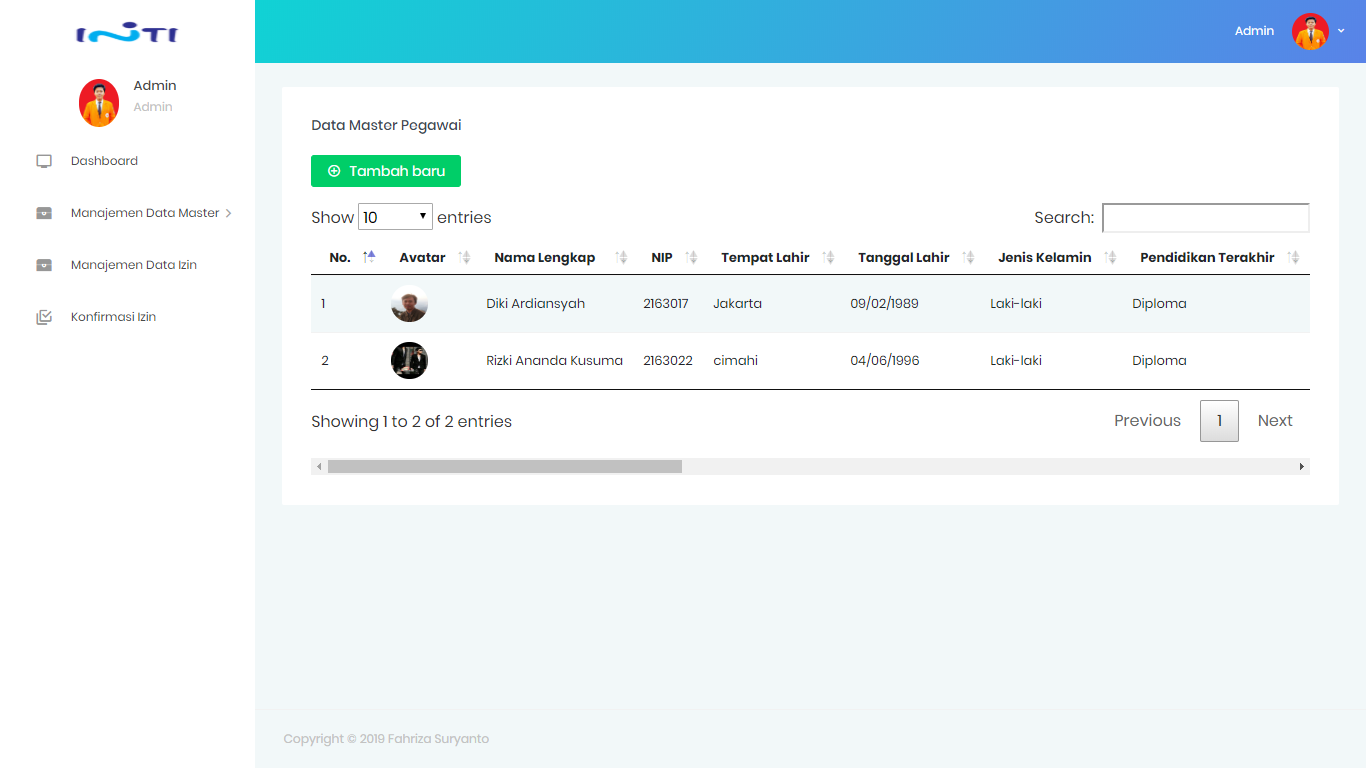 INITI
Admin
Admin
Admin
Dashboard
Manajemen Data Master
Manajemen Data Izin
Konfirmasi Izin
Data Master Pegawai
Tambah baru
Show 10 entries Search:
No. Avatar Nama Lengkap NIP Tempat Lahir Tanggal Lahir Jenis Kelamin Pendidikan Terakhir
1 Diki Ardiansyah 2163017 Jakarta 09/02/1989 Laki-laki Diploma
2 Rizki Ananda Kusuma 2163022 cimahi 04/06/1996 Laki-laki Diploma
Showing 1 to 2 of 2 entries Previous 1 Next
Copyright © 2019 Fahriza Suryanto